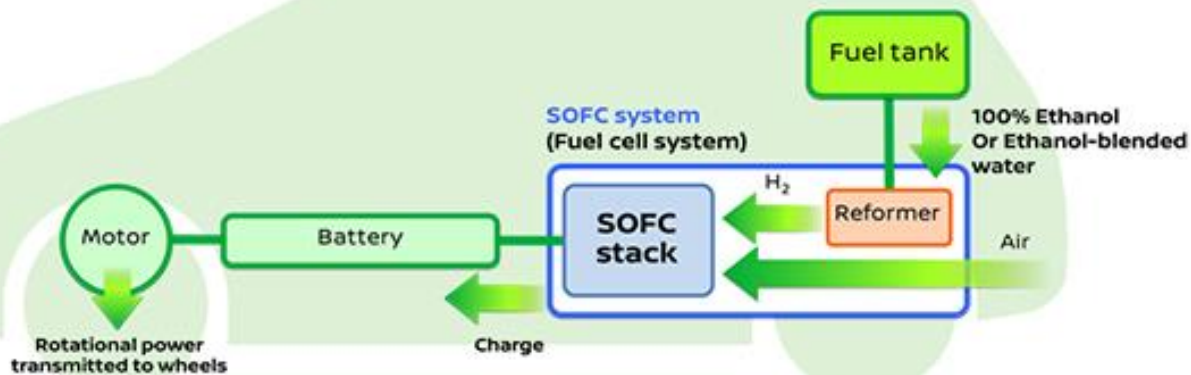 Fuel tank
SOFC system
(Fuel cell system)
100% Ethanol
Or Ethanol-blended
water
H₂
Reformer
SOFC
stack
Air
Motor
Battery
Charge
Rotational power
transmitted to wheels